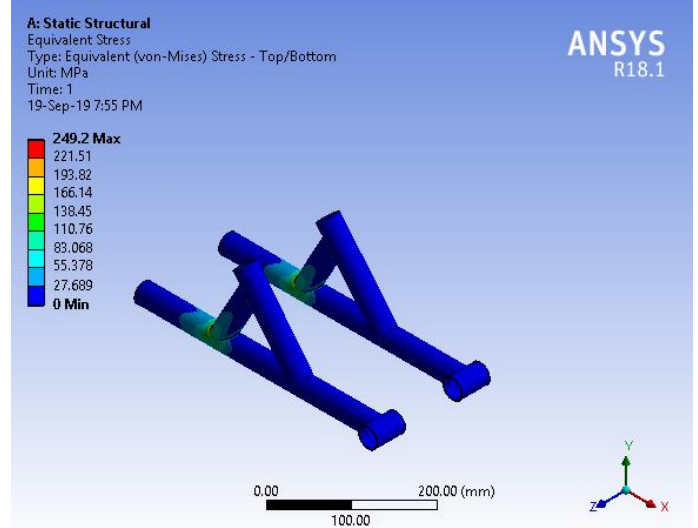 A: Static Structural
Equivalent Stress
Type: Equivalent (von-Mises) Stress - Top/Bottom
Unit: MPa
Time: 1
19-Sep-19 7:55 PM
ANSYS
R18.1
249.2 Max
221.51
193.82
166.14
138.45
110.76
83.068
55.378
27.689
0 Min
0.00
200.00 (mm)
100.00
Y
Z
X